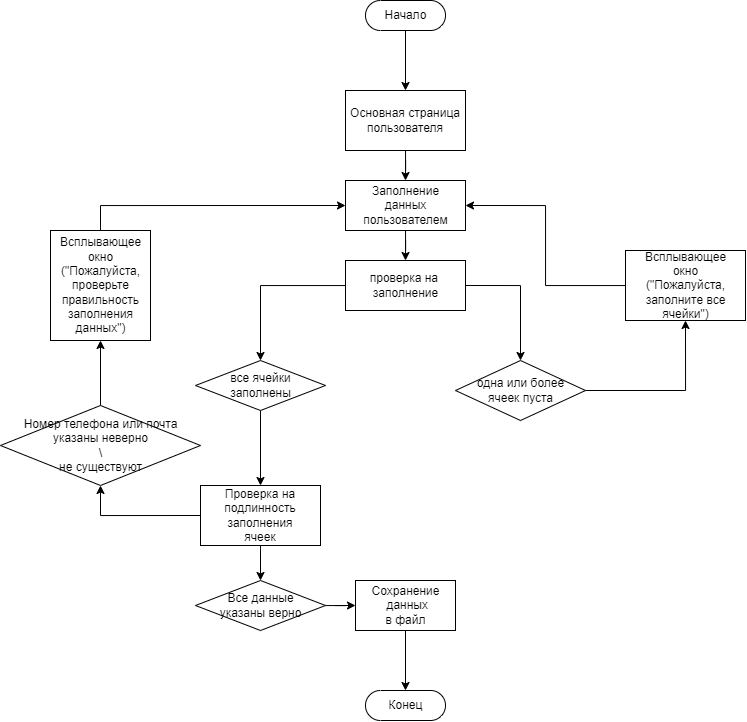 Начало
Основная страница
пользователя
Заполнение
данных
пользователем
Всплывающее
окно
("Пожалуйста,
проверьте
правильность
заполнения
данных")
проверка на
заполнение
Всплывающее
окно
("Пожалуйста,
заполните все
ячейки")
все ячейки
заполнены
одна или более
ячеек пуста
Номер телефона или почта
указаны неверно
\
не существуют
Проверка на
подлинность
заполнения
ячеек
Все данные
указаны верно
Сохранение
данных
в файл
Конец